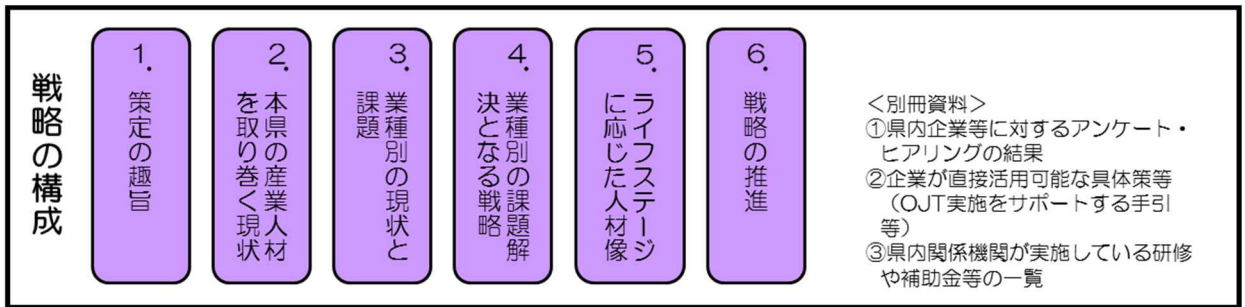 戦略の構成
1. 策定の趣旨
2. 本県の産業人材
を取り巻く現状
3. 業種別の現状と
課題
4. 業種別の課題解
決となる戦略
5. ライフステージ
に応じた人材像
6. 戦略の推進
＜別冊資料＞
①県内企業等に対するアンケート・
ヒアリングの結果
②企業が直接活用可能な具体策等
（OJT実施をサポートする手引
等）
③県内関係機関が実施している研修
や補助金等の一覧